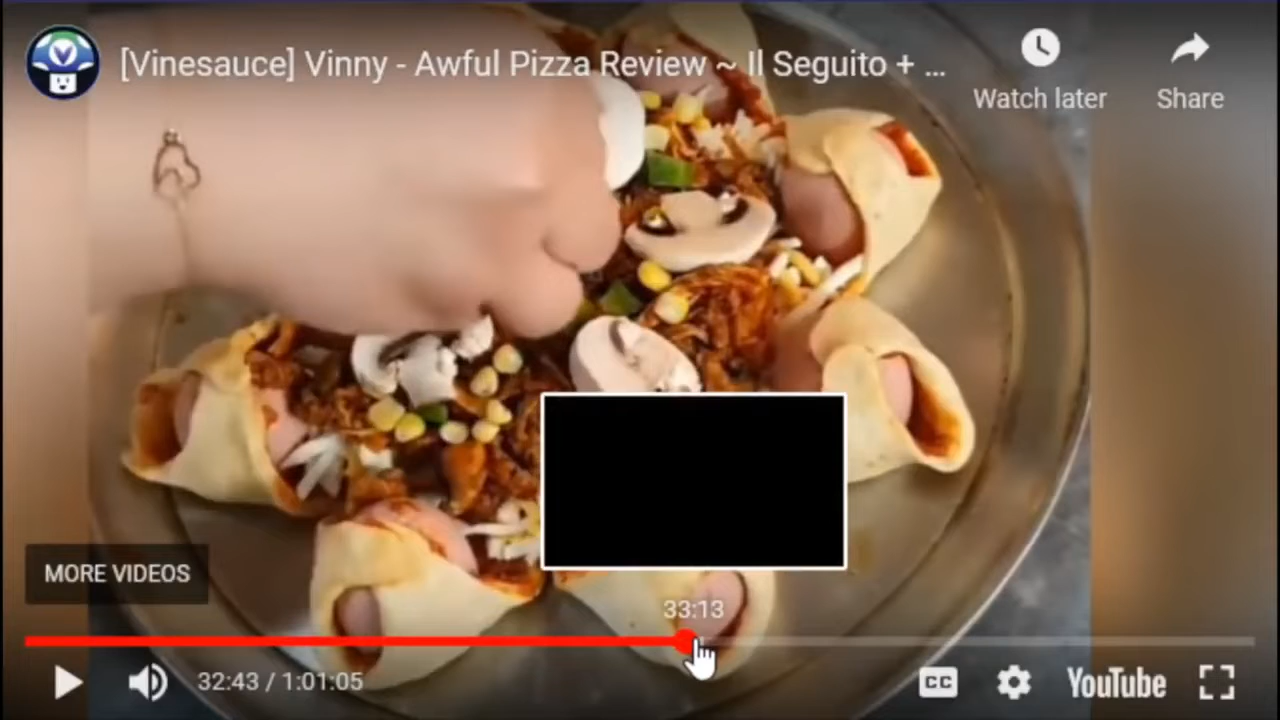 [Vinesauce] Vinny - Awful Pizza Review ~ Il Seguito + ...
Watch later
Share
MORE VIDEOS
33:13
32:43 / 1:01:05
CC
YouTube